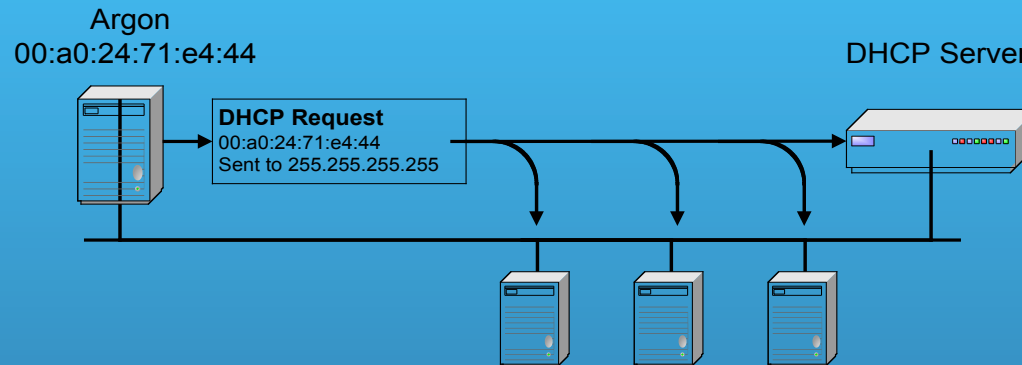 Argon
00:a0:24:71:e4:44
DHCP Server
DHCP Request
00:a0:24:71:e4:44
Sent to 255.255.255.255